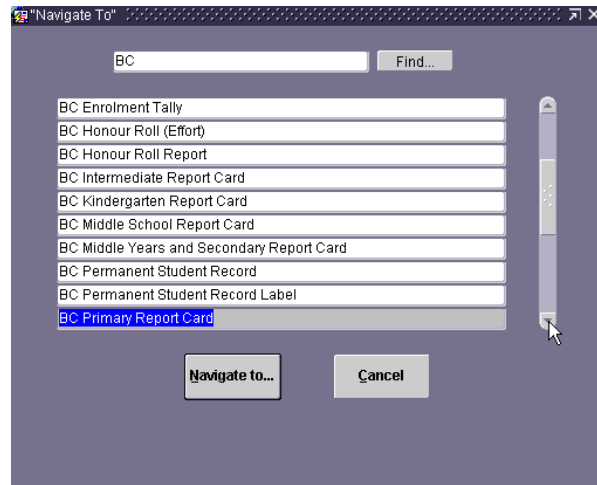 "Navigate To"
BC
Find...
BC Enrolment Tally
BC Honour Roll (Effort)
BC Honour Roll Report
BC Intermediate Report Card
BC Kindergarten Report Card
BC Middle School Report Card
BC Middle Years and Secondary Report Card
BC Permanent Student Record
BC Permanent Student Record Label
BC Primary Report Card
Navigate to...
Cancel